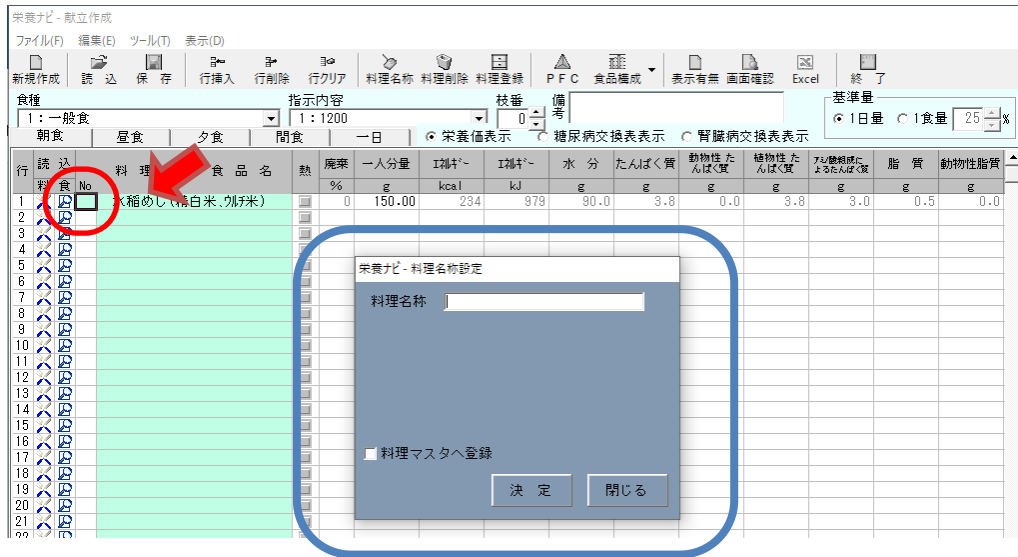 栄養ナビ - 献立作成
ファイル(F) 編集(E) ツール(T) 表示(D)
新規作成 読 込 保 存 行挿入 行削除 行クリア 料理名称 料理削除 料理登録 P F C 食品構成 表示有無 画面確認 Excel 終 了
食種 指示内容 枝番 備考 基準量
1:一般食 1:1200 0 1日量 1食量 25 %
朝食 昼食 夕食 間食 一日 栄養価表示 糖尿病交換表表示 腎臓病交換表表示
行 読 込 料 理 食 品 名 熱 廃棄 一人分量 エネルギー エネルギー 水 分 たんぱく質 動物性たんぱく質 植物性たんぱく質 アミノ酸組成によるたんぱく質 脂 質 動物性脂質
料 食 No % g kcal kJ g g g g g g g
1 水稲めし(精白米、ウルチ米) 0 150.00 234 979 90.0 3.8 0.0 3.8 3.0 0.5 0.0
2
3
4
5
6
7
8
9
10
11
12
13
14
15
16
17
18
19
20
21
22
栄養ナビ - 料理名称設定
料理名称
料理マスタへ登録
決 定 閉じる